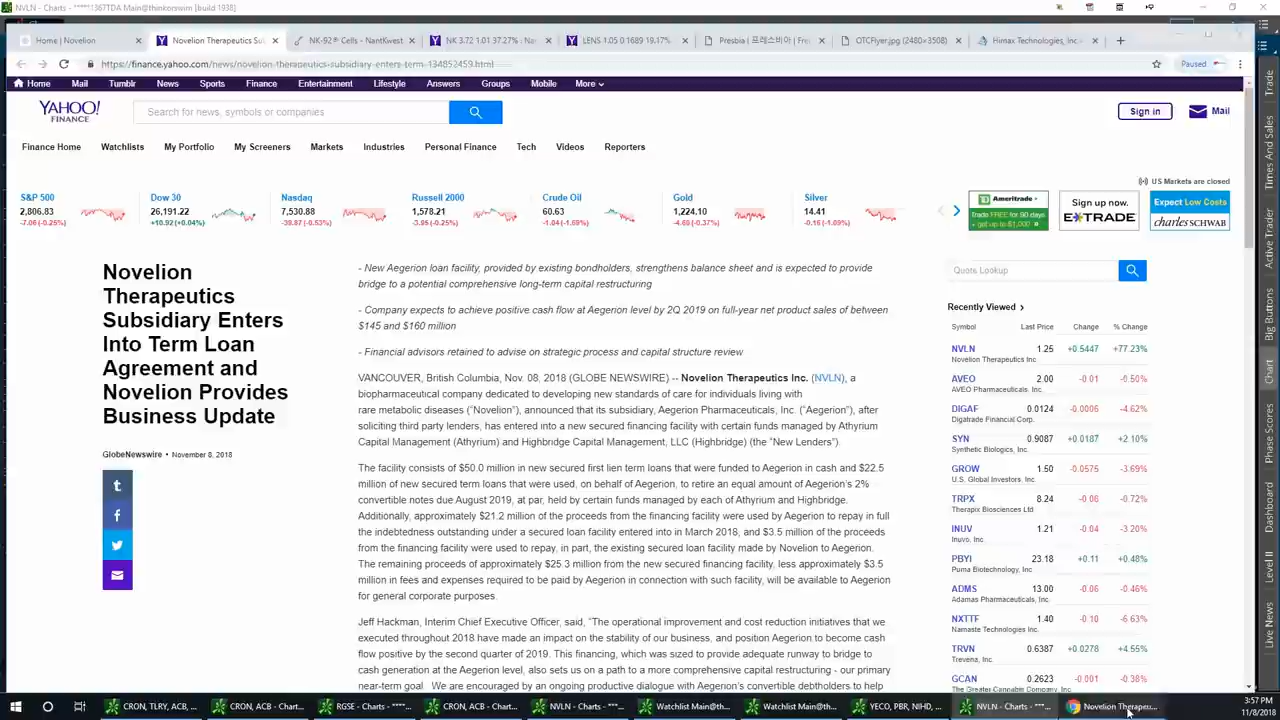 NVLN - Charts - ****1367TDA Main@thinkorswim [build 1938]
Home | Novelion
Novelion Therapeutics Sub
NK-92® Cells - NantKwest
NK 3.72 1.01 37.27% : Na
LENS 1.05 0.1689 19.17%
Presbia | 프레스비아 | Fre
DTCFlyer.jpg (2480×3508)
Himax Technologies, Inc.
https://finance.yahoo.com/news/novelion-therapeutics-subsidiary-enters-term-134852459.html
Paused
Home Mail Tumblr News Sports Finance Entertainment Lifestyle Answers Groups Mobile More
YAHOO!
FINANCE
Search for news, symbols or companies
Sign in
Mail
Finance Home Watchlists My Portfolio My Screeners Markets Industries Personal Finance Tech Videos Reporters
US Markets are closed
S&P 500
2,806.83
-7.06 (-0.25%)
Dow 30
26,191.22
+10.92 (+0.04%)
Nasdaq
7,530.88
-39.87 (-0.53%)
Russell 2000
1,578.21
-3.95 (-0.25%)
Crude Oil
60.63
-1.04 (-1.69%)
Gold
1,224.10
-4.60 (-0.37%)
Silver
14.41
-0.16 (-1.09%)
Ameritrade
Trade FREE for 90 days
+ get up to $1,000
Sign up now.
E*TRADE
Expect Low Costs
charles SCHWAB
Novelion
Therapeutics
Subsidiary Enters
Into Term Loan
Agreement and
Novelion Provides
Business Update
GlobeNewswire • November 8, 2018
- New Aegerion loan facility, provided by existing bondholders, strengthens balance sheet and is expected to provide
bridge to a potential comprehensive long-term capital restructuring
- Company expects to achieve positive cash flow at Aegerion level by 2Q 2019 on full-year net product sales of between
$145 and $160 million
- Financial advisors retained to advise on strategic process and capital structure review
VANCOUVER, British Columbia, Nov. 08, 2018 (GLOBE NEWSWIRE) -- Novelion Therapeutics Inc. (NVLN), a
biopharmaceutical company dedicated to developing new standards of care for individuals living with
rare metabolic diseases ("Novelion"), announced that its subsidiary, Aegerion Pharmaceuticals, Inc. ("Aegerion"), after
soliciting third party lenders, has entered into a new secured financing facility with certain funds managed by Athyrium
Capital Management (Athyrium) and Highbridge Capital Management, LLC (Highbridge) (the "New Lenders").
The facility consists of $50.0 million in new secured first lien term loans that were funded to Aegerion in cash and $22.5
million of new secured term loans that were used, on behalf of Aegerion, to retire an equal amount of Aegerion's 2%
convertible notes due August 2019, at par, held by certain funds managed by each of Athyrium and Highbridge.
Additionally, approximately $21.2 million of the proceeds from the financing facility were used by Aegerion to repay in full
the indebtedness outstanding under a secured loan facility entered into in March 2018, and $3.5 million of the proceeds
from the financing facility were used to repay, in part, the existing secured loan facility made by Novelion to Aegerion.
The remaining proceeds of approximately $25.3 million from the new secured financing facility, less approximately $3.5
million in fees and expenses required to be paid by Aegerion in connection with such facility, will be available to Aegerion
for general corporate purposes.
Jeff Hackman, Interim Chief Executive Officer, said, "The operational improvement and cost reduction initiatives that we
executed throughout 2018 have made an impact on the stability of our business, and position Aegerion to become cash
flow positive by the second quarter of 2019. This financing, which was sized to provide adequate runway to bridge to
cash generation at the Aegerion level, also sets us on a path to a more comprehensive capital restructuring - our primary
near-term goal. We are encouraged by an ongoing productive dialogue with Aegerion's convertible debtholders to help
Quote Lookup
Recently Viewed
Symbol Last Price Change % Change
NVLN 1.25 +0.5447 +77.23%
Novelion Therapeutics Inc.
AVEO 2.00 -0.01 -0.50%
AVEO Pharmaceuticals, Inc.
DIGAF 0.0124 -0.0006 -4.62%
Digatrade Financial Corp.
SYN 0.9087 +0.0187 +2.10%
Synthetic Biologics, Inc.
GROW 1.50 -0.0575 -3.69%
U.S. Global Investors, Inc.
TRPX 8.24 -0.06 -0.72%
Therapix Biosciences Ltd
INUV 1.21 -0.04 -3.20%
Inuvo, Inc
PBYI 23.18 +0.11 +0.48%
Puma Biotechnology, Inc
ADMS 13.00 -0.06 -0.46%
Adamas Pharmaceuticals, Inc.
NXTTF 1.40 -0.10 -6.63%
Namaste Technologies Inc.
TRVN 0.6387 +0.0278 +4.55%
Trevena, Inc.
GCAN 0.2623 -0.001 -0.38%
The Greater Cannabis Company, Inc.
Trade
Times And Sales
Active Trader
Big Buttons
Chart
Phase Scores
Dashboard
Level II
Live News
CRON, TLRY, ACB, ...
CRON, ACB - Charts...
RGSE - Charts - ****...
CRON, ACB - Charts...
NVLN - Charts - ****...
Watchlist Main@th...
Watchlist Main@th...
YECO, PBR, NIHD, ...
NVLN - Charts - ****...
Novelion Therapeu...
3:57 PM
11/8/2018